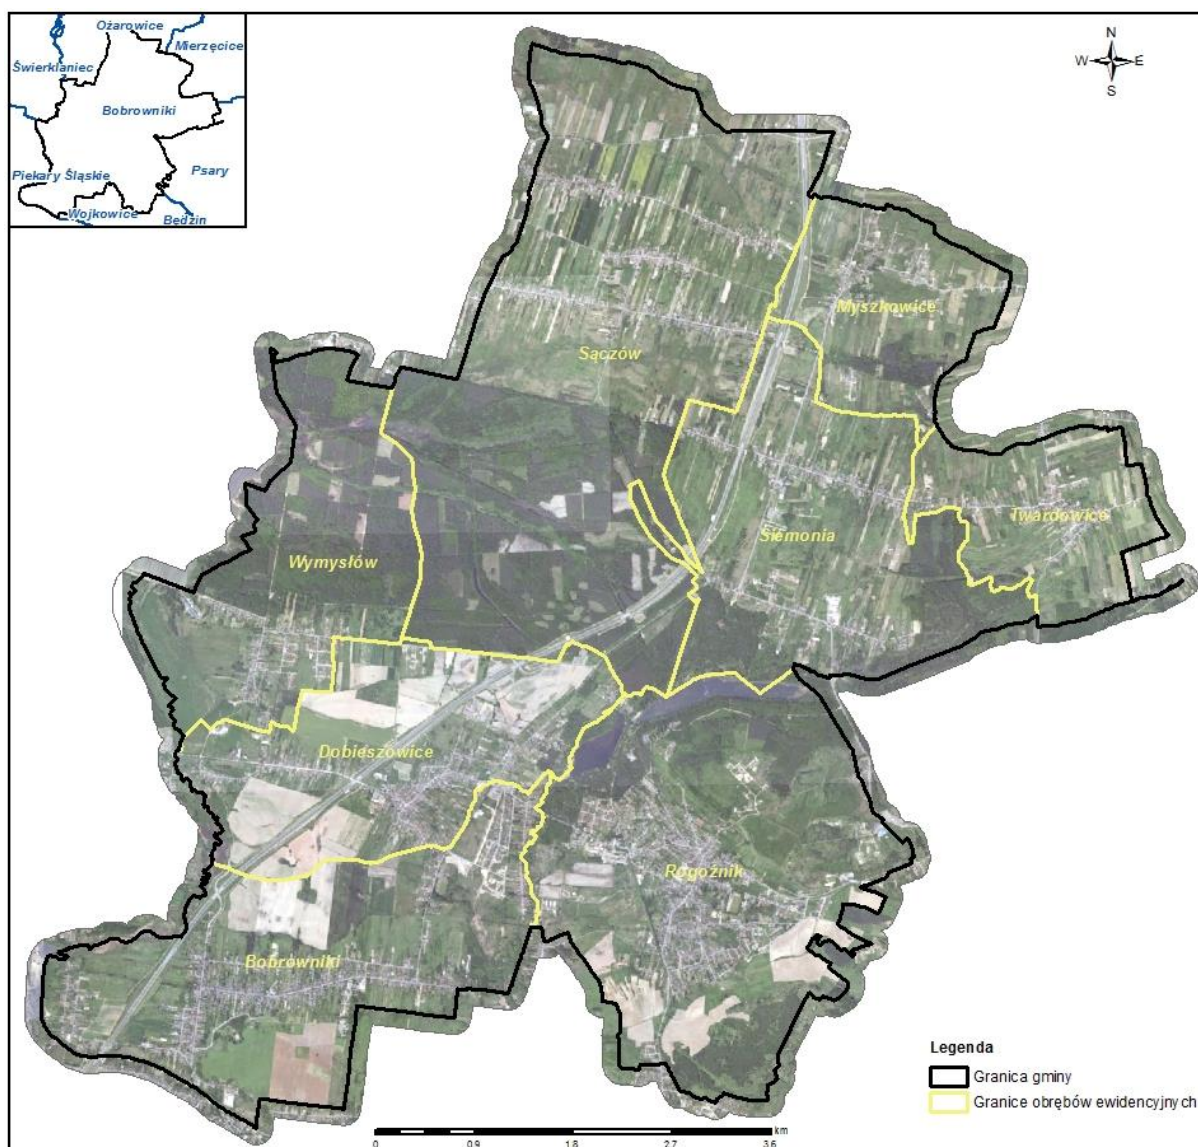 Ożarowice
Mierzęcice
Świerklaniec
Bobrowniki
Piekary Śląskie
Psary
Wojkowice
Będzin
N
W E
S
Myszkowice
Sączów
Twardowice
Siemonia
Wymysłów
Dobieszowice
Rogoźnik
Bobrowniki
Legenda
Granica gminy
Granice obrębów ewidencyjnych
km
0 0.9 1.8 2.7 3.6